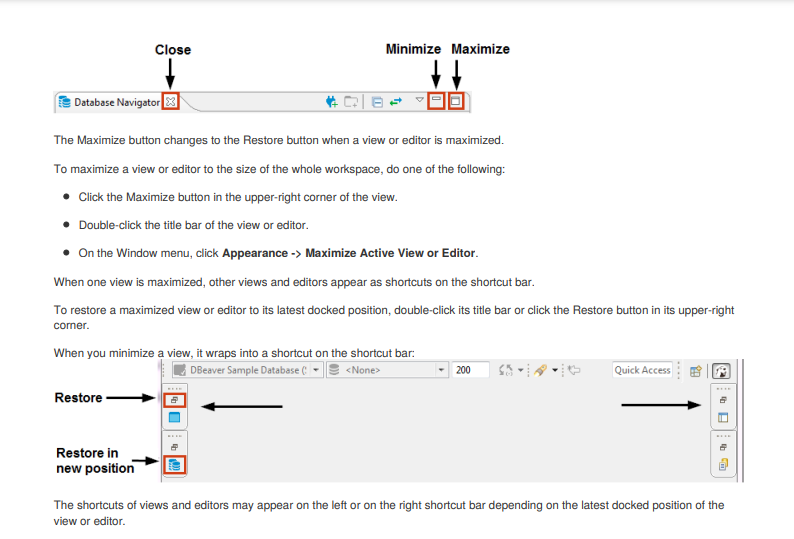 Close
Minimize Maximize
Database Navigator
The Maximize button changes to the Restore button when a view or editor is maximized.
To maximize a view or editor to the size of the whole workspace, do one of the following:
Click the Maximize button in the upper-right corner of the view.
Double-click the title bar of the view or editor.
On the Window menu, click Appearance -> Maximize Active View or Editor.
When one view is maximized, other views and editors appear as shortcuts on the shortcut bar.
To restore a maximized view or editor to its latest docked position, double-click its title bar or click the Restore button in its upper-right
corner.
When you minimize a view, it wraps into a shortcut on the shortcut bar:
DBeaver Sample Database (: <None> 200 Quick Access
Restore
Restore in
new position
The shortcuts of views and editors may appear on the left or on the right shortcut bar depending on the latest docked position of the
view or editor.